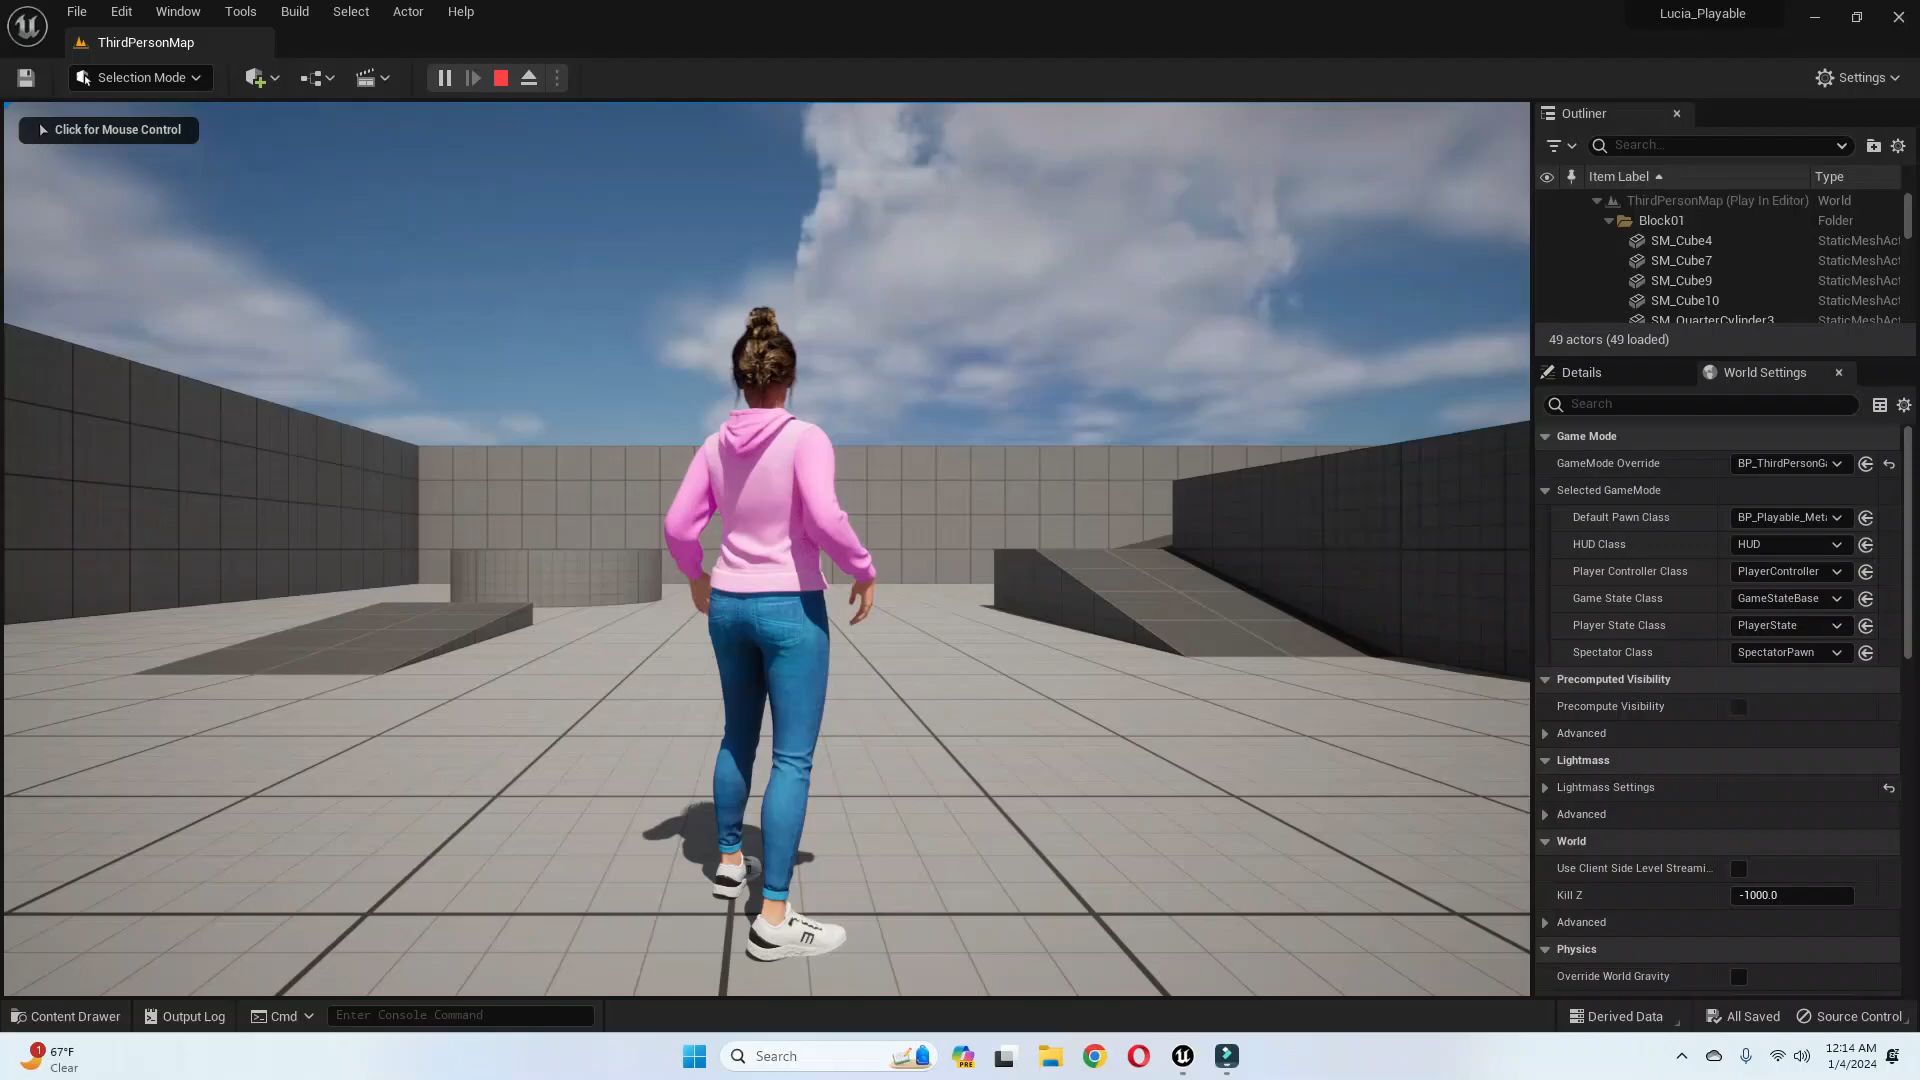 File Edit Window Tools Build Select Actor Help
Lucia_Playable
ThirdPersonMap
Selection Mode
Settings
Click for Mouse Control
Outliner
Search...
Item Label Type
ThirdPersonMap (Play In Editor) World
Block01 Folder
SM_Cube4 StaticMeshAct
SM_Cube7 StaticMeshAct
SM_Cube9 StaticMeshAct
SM_Cube10 StaticMeshAct
SM_QuarterCylinder3 StaticMeshAct
49 actors (49 loaded)
Details World Settings
Search
Game Mode
GameMode Override BP_ThirdPersonGa
Selected GameMode
Default Pawn Class BP_Playable_Meta
HUD Class HUD
Player Controller Class PlayerController
Game State Class GameStateBase
Player State Class PlayerState
Spectator Class SpectatorPawn
Precomputed Visibility
Precompute Visibility
Advanced
Lightmass
Lightmass Settings
Advanced
World
Use Client Side Level Streami...
Kill Z -1000.0
Advanced
Physics
Override World Gravity
Content Drawer Output Log Cmd Enter Console Command Derived Data All Saved Source Control
1 67°F
Clear
Search
PRE
12:14 AM
1/4/2024